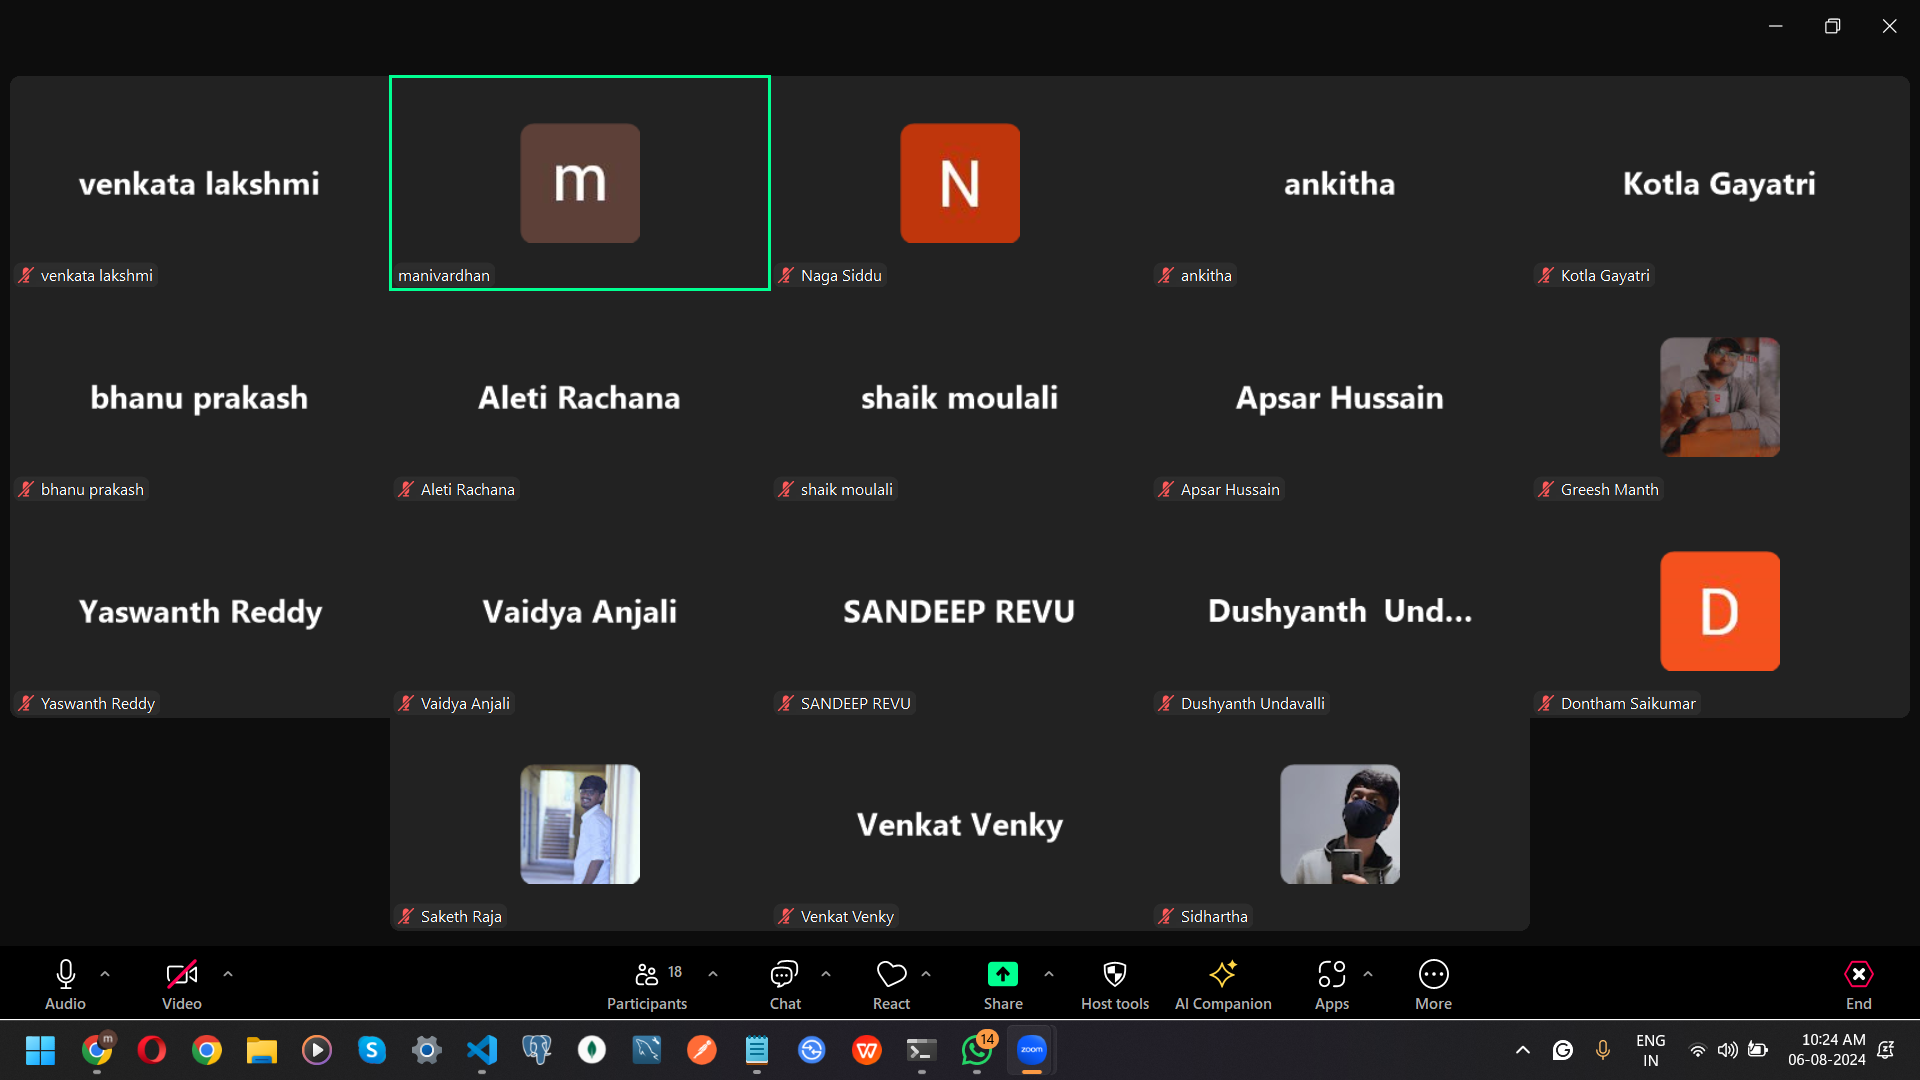 venkata lakshmi
m
N
ankitha
Kotla Gayatri
venkata lakshmi
manivardhan
Naga Siddu
ankitha
Kotla Gayatri
bhanu prakash
Aleti Rachana
shaik moulali
Apsar Hussain
bhanu prakash
Aleti Rachana
shaik moulali
Apsar Hussain
Greesh Manth
Yaswanth Reddy
Vaidya Anjali
SANDEEP REVU
Dushyanth Und...
D
Yaswanth Reddy
Vaidya Anjali
SANDEEP REVU
Dushyanth Undavalli
Dontham Saikumar
Venkat Venky
Saketh Raja
Venkat Venky
Sidhartha
18
Audio
Video
Participants
Chat
React
Share
Host tools
AI Companion
Apps
More
End
m
S
W
14
zoom
G
ENG
IN
10:24 AM
06-08-2024